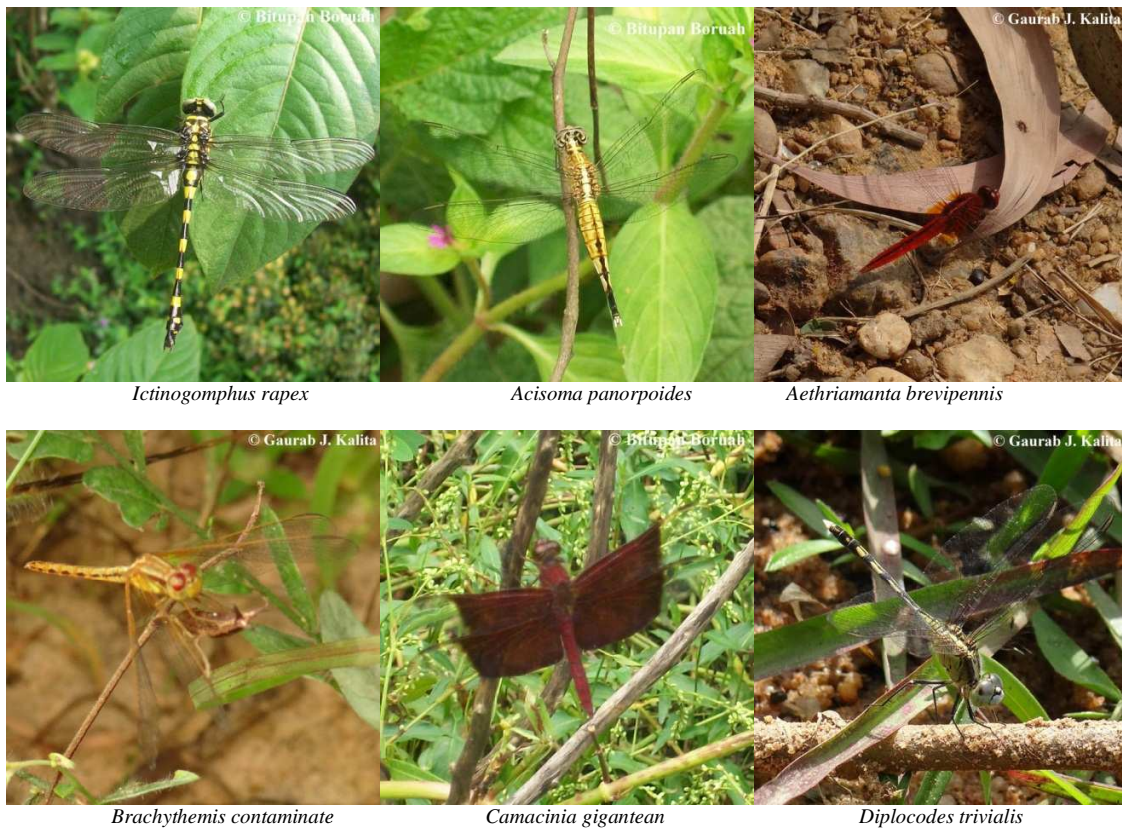 © Bitupan Boruah
© Bitupan Boruah
© Gaurab J. Kalita
Ictinogomphus rapex
Acisoma panorpoides
Aethriamanta brevipennis
© Gaurab J. Kalita
© Bitupan Boruah
© Gaurab J. Kalita
Brachythemis contaminate
Camacinia gigantean
Diplocodes trivialis